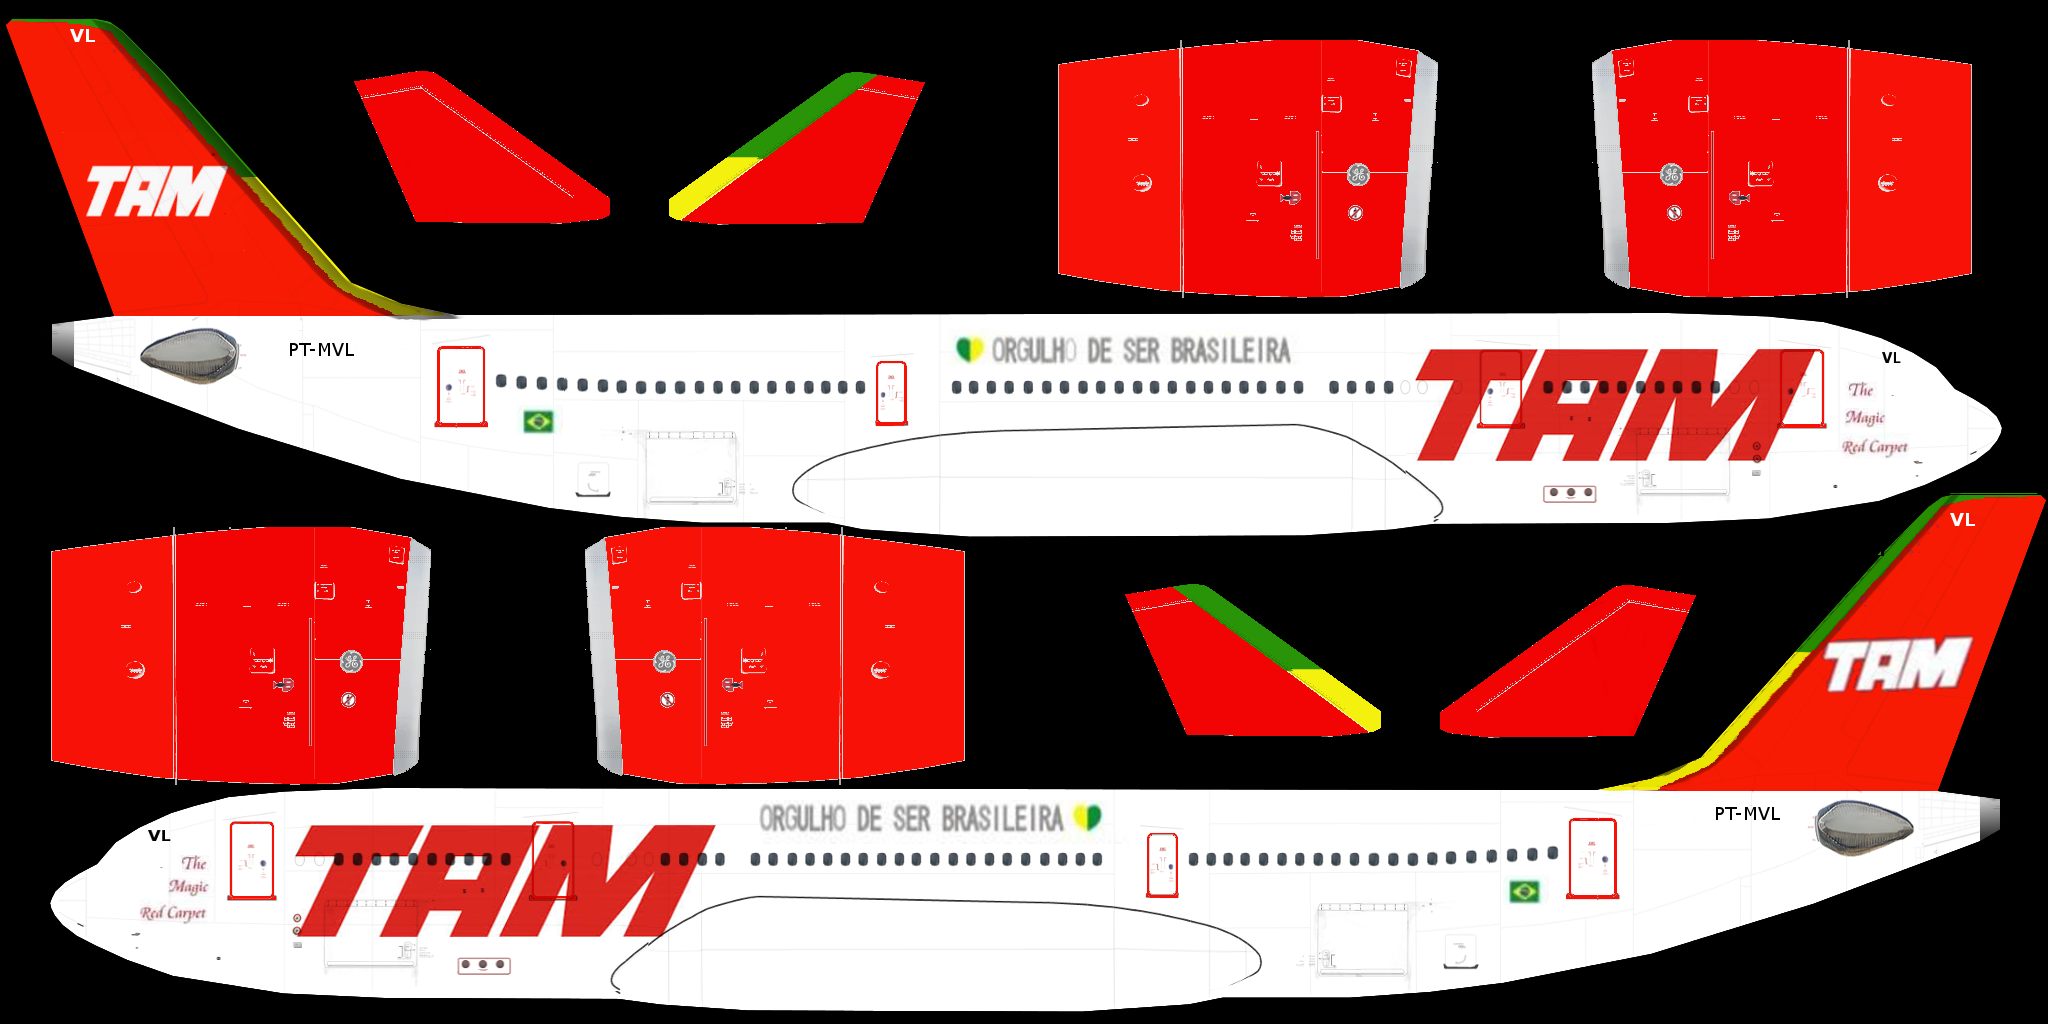 VL
TAM
PT-MVL
ORGULHO DE SER BRASILEIRA
TAM
VL
The
Magic
Red Carpet
VL
TAM
PT-MVL
ORGULHO DE SER BRASILEIRA
TAM
VL
The
Magic
Red Carpet